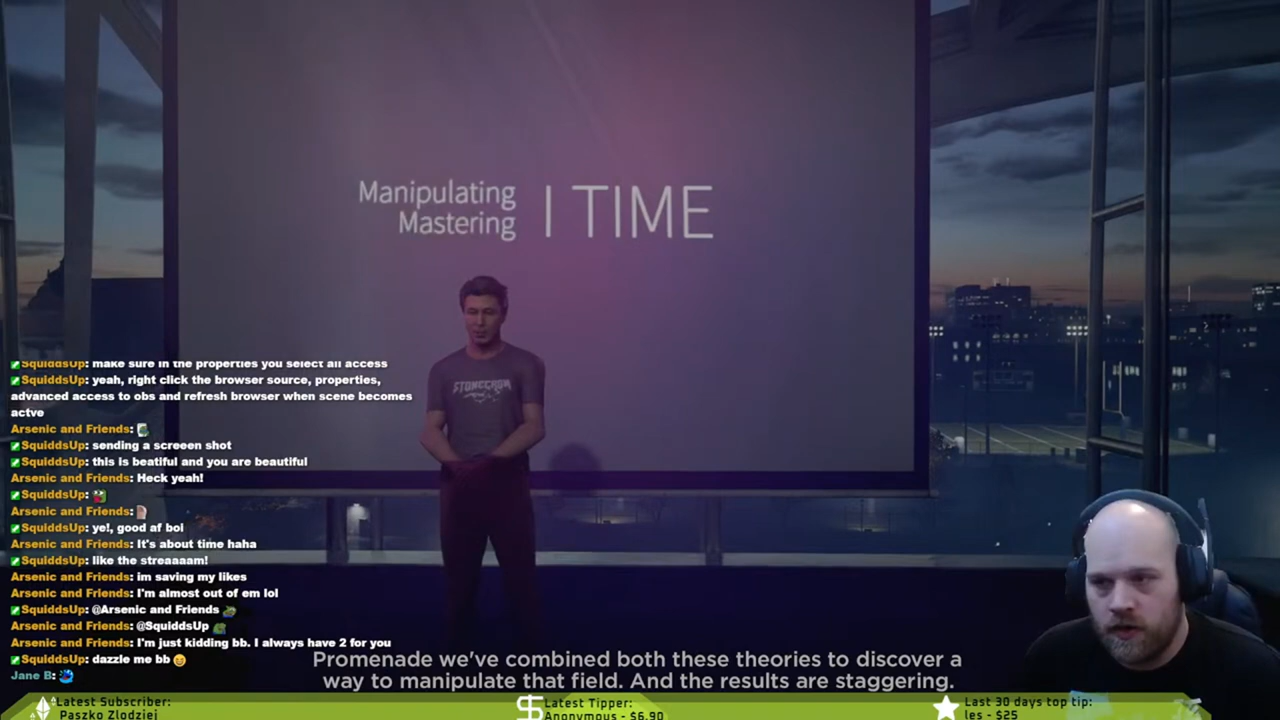 Manipulating
Mastering
| TIME
STONECROW
SquiddsUp: make sure in the properties you select all access
SquiddsUp: yeah, right click the browser source, properties,
advanced access to obs and refresh browser when scene becomes
actve
Arsenic and Friends:
SquiddsUp: sending a screeen shot
SquiddsUp: this is beatiful and you are beautiful
Arsenic and Friends: Heck yeah!
SquiddsUp:
Arsenic and Friends:
SquiddsUp: ye!, good af boi
Arsenic and Friends: It's about time haha
SquiddsUp: like the streaaaam!
Arsenic and Friends: im saving my likes
Arsenic and Friends: I'm almost out of em lol
SquiddsUp: @Arsenic and Friends
Arsenic and Friends: @SquiddsUp
Arsenic and Friends: I'm just kidding bb. I always have 2 for you
SquiddsUp: dazzle me bb
Jane B:
Promenade we've combined both these theories to discover a
way to manipulate that field. And the results are staggering.
Latest Subscriber:
Paszko Zlodziej
Latest Tipper:
Anonymous - $6.90
Last 30 days top tip:
les - $25